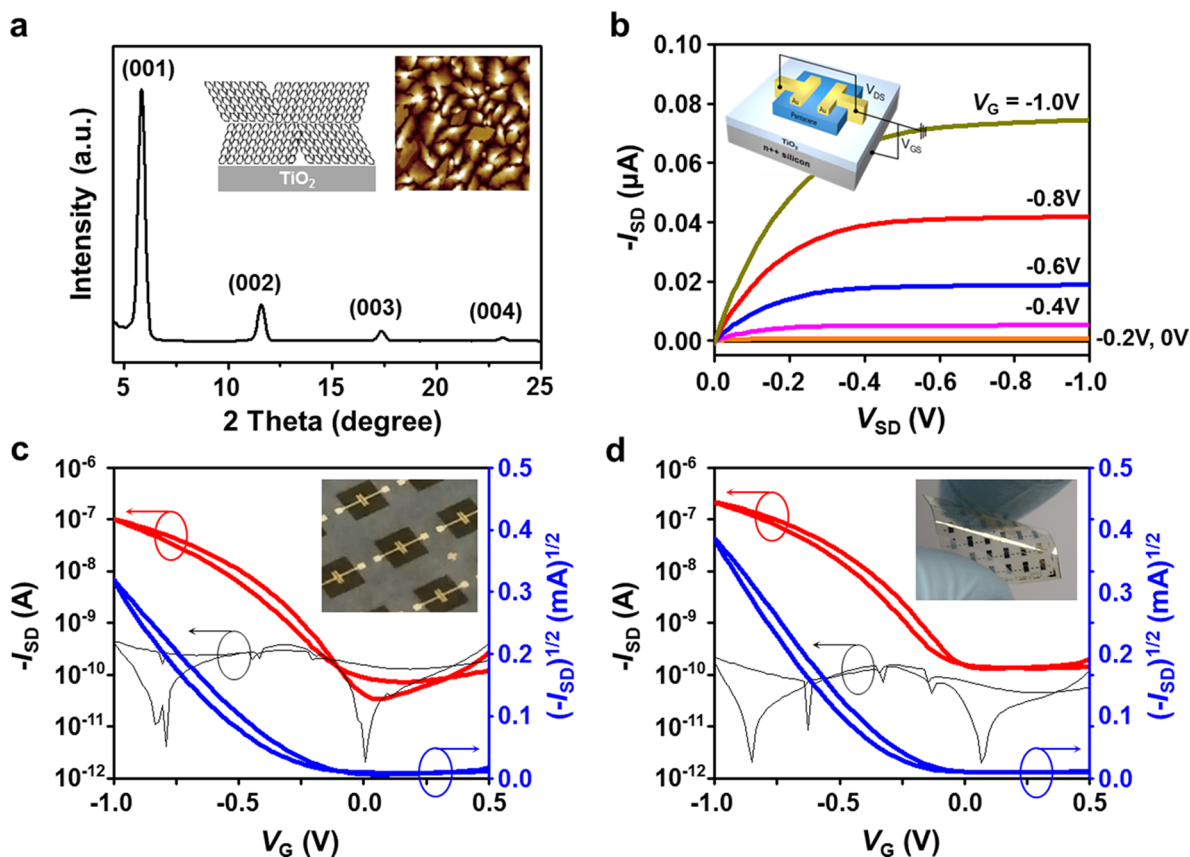 a
(001)
(002)
(003)
(004)
TiO2
Intensity (a.u.)
5
10
15
20
25
2 Theta (degree)
b
0.10
0.08
0.06
0.04
0.02
0.00
-ISD (µA)
VDS
Au
Au
Pentacene
TiO2
n++ silicon
VGS
VG = -1.0V
-0.8V
-0.6V
-0.4V
-0.2V, 0V
0.0
-0.2
-0.4
-0.6
-0.8
-1.0
VSD (V)
c
10-6
10-7
10-8
10-9
10-10
10-11
10-12
-ISD (A)
0.5
0.4
0.3
0.2
0.1
0.0
(-ISD)1/2 (mA)1/2
-1.0
-0.5
0.0
0.5
VG (V)
d
10-6
10-7
10-8
10-9
10-10
10-11
10-12
-ISD (A)
0.5
0.4
0.3
0.2
0.1
0.0
(-ISD)1/2 (mA)1/2
-1.0
-0.5
0.0
0.5
VG (V)